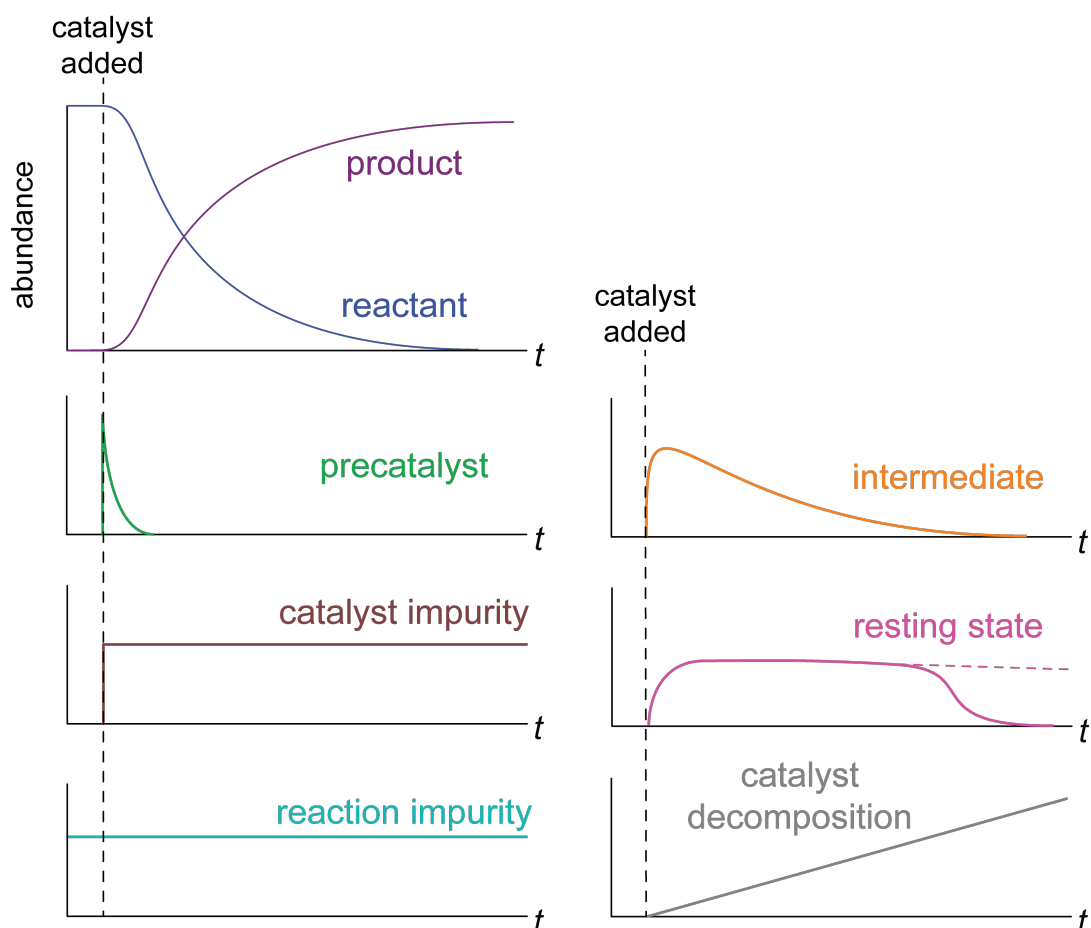 catalyst
added
abundance
product
reactant
t
precatalyst
t
catalyst impurity
t
reaction impurity
t
catalyst
added
intermediate
t
resting state
t
catalyst
decomposition
t